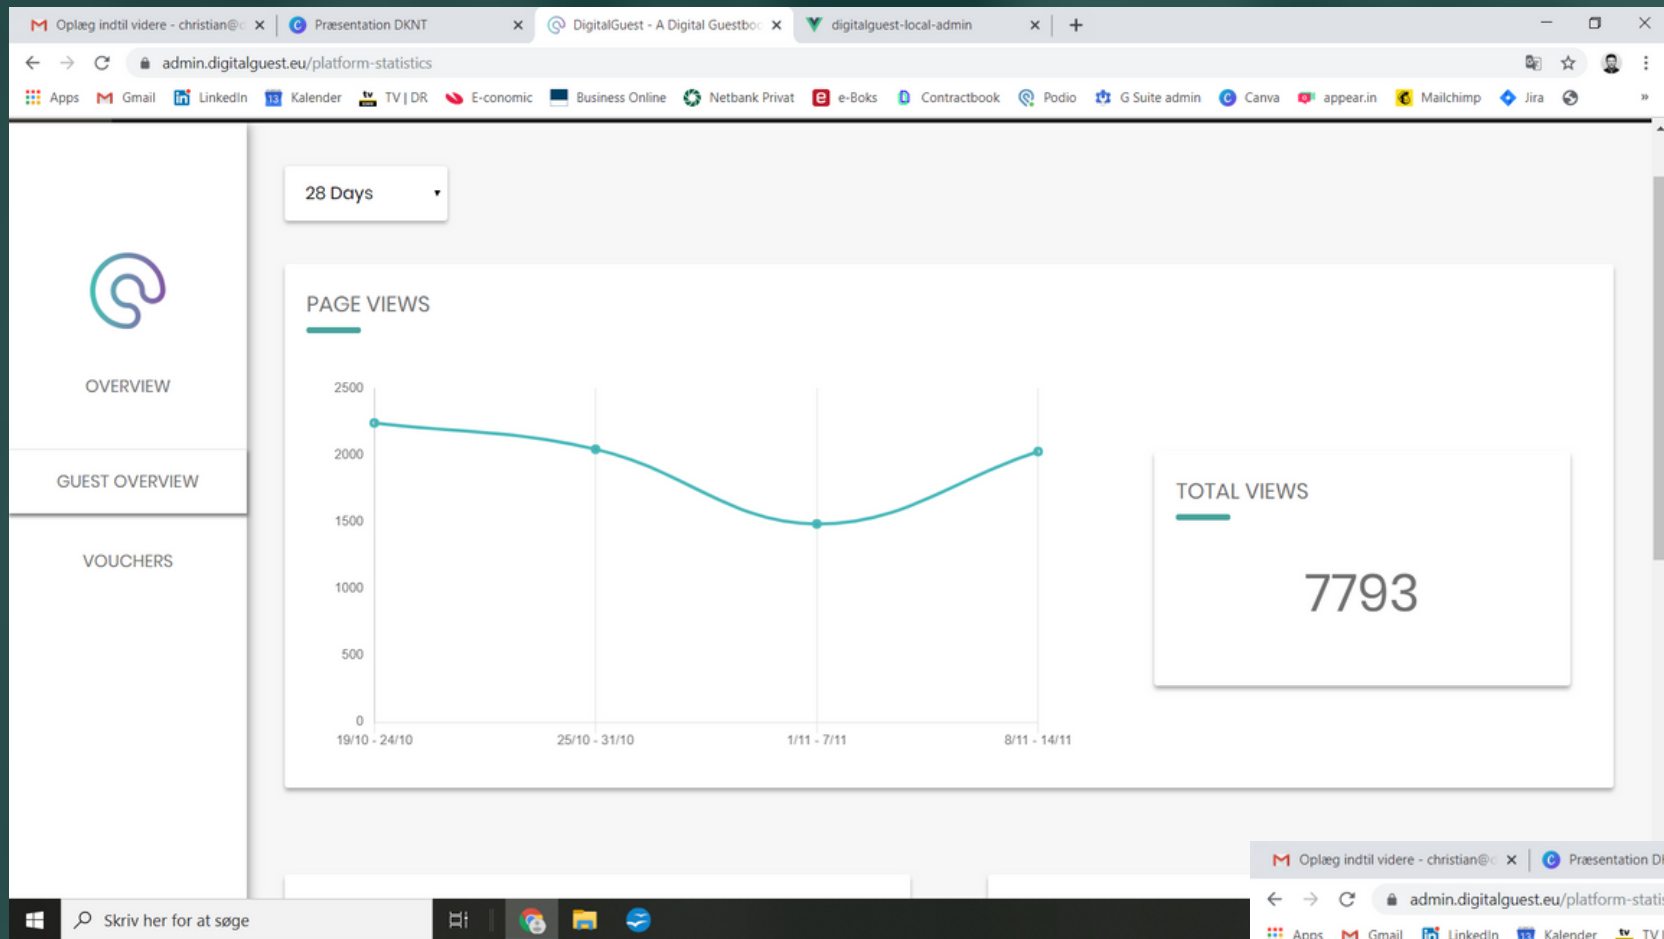 Oplæg indtil videre - christian@
Præsentation DKNT
DigitalGuest - A Digital Guestboo
digitalguest-local-admin
admin.digitalguest.eu/platform-statistics
Apps Gmail LinkedIn Kalender TV | DR E-conomic Business Online Netbank Privat e-Boks Contractbook Podio G Suite admin Canva appear.in Mailchimp Jira »
28 Days
OVERVIEW
GUEST OVERVIEW
VOUCHERS
PAGE VIEWS
2500
2000
1500
1000
500
0
19/10 - 24/10 25/10 - 31/10 1/11 - 7/11 8/11 - 14/11
TOTAL VIEWS
7793
Skriv her for at søge
Oplæg indtil videre - christian@
Præsentation D
admin.digitalguest.eu/platform-statis
Apps Gmail LinkedIn Kalender TV